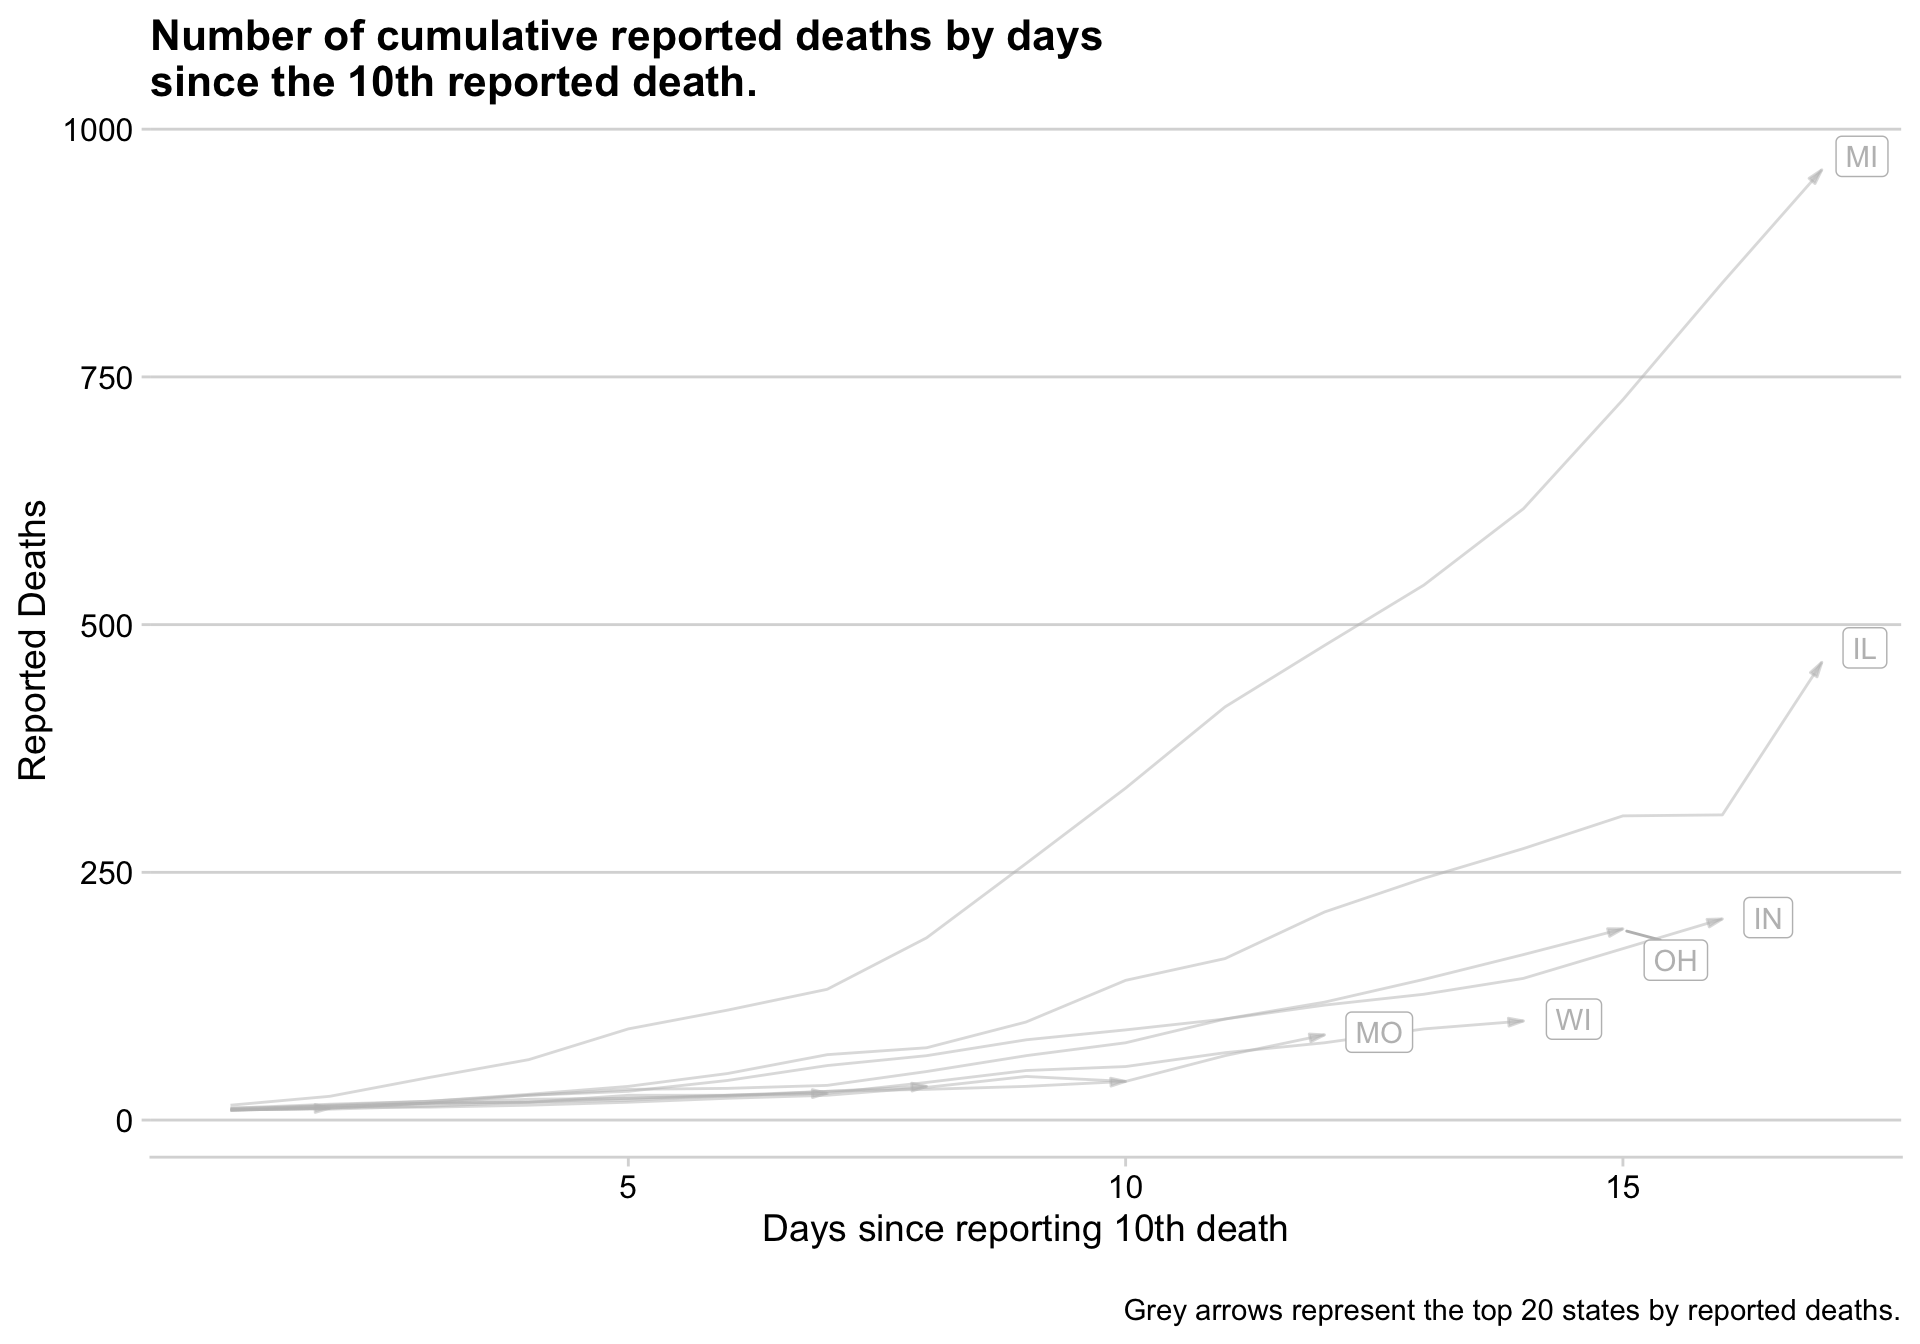 Number of cumulative reported deaths by days
since the 10th reported death.
1000
750
500
250
0
Reported Deaths
MI
IL
IN
OH
WI
MO
5
10
15
Days since reporting 10th death
Grey arrows represent the top 20 states by reported deaths.